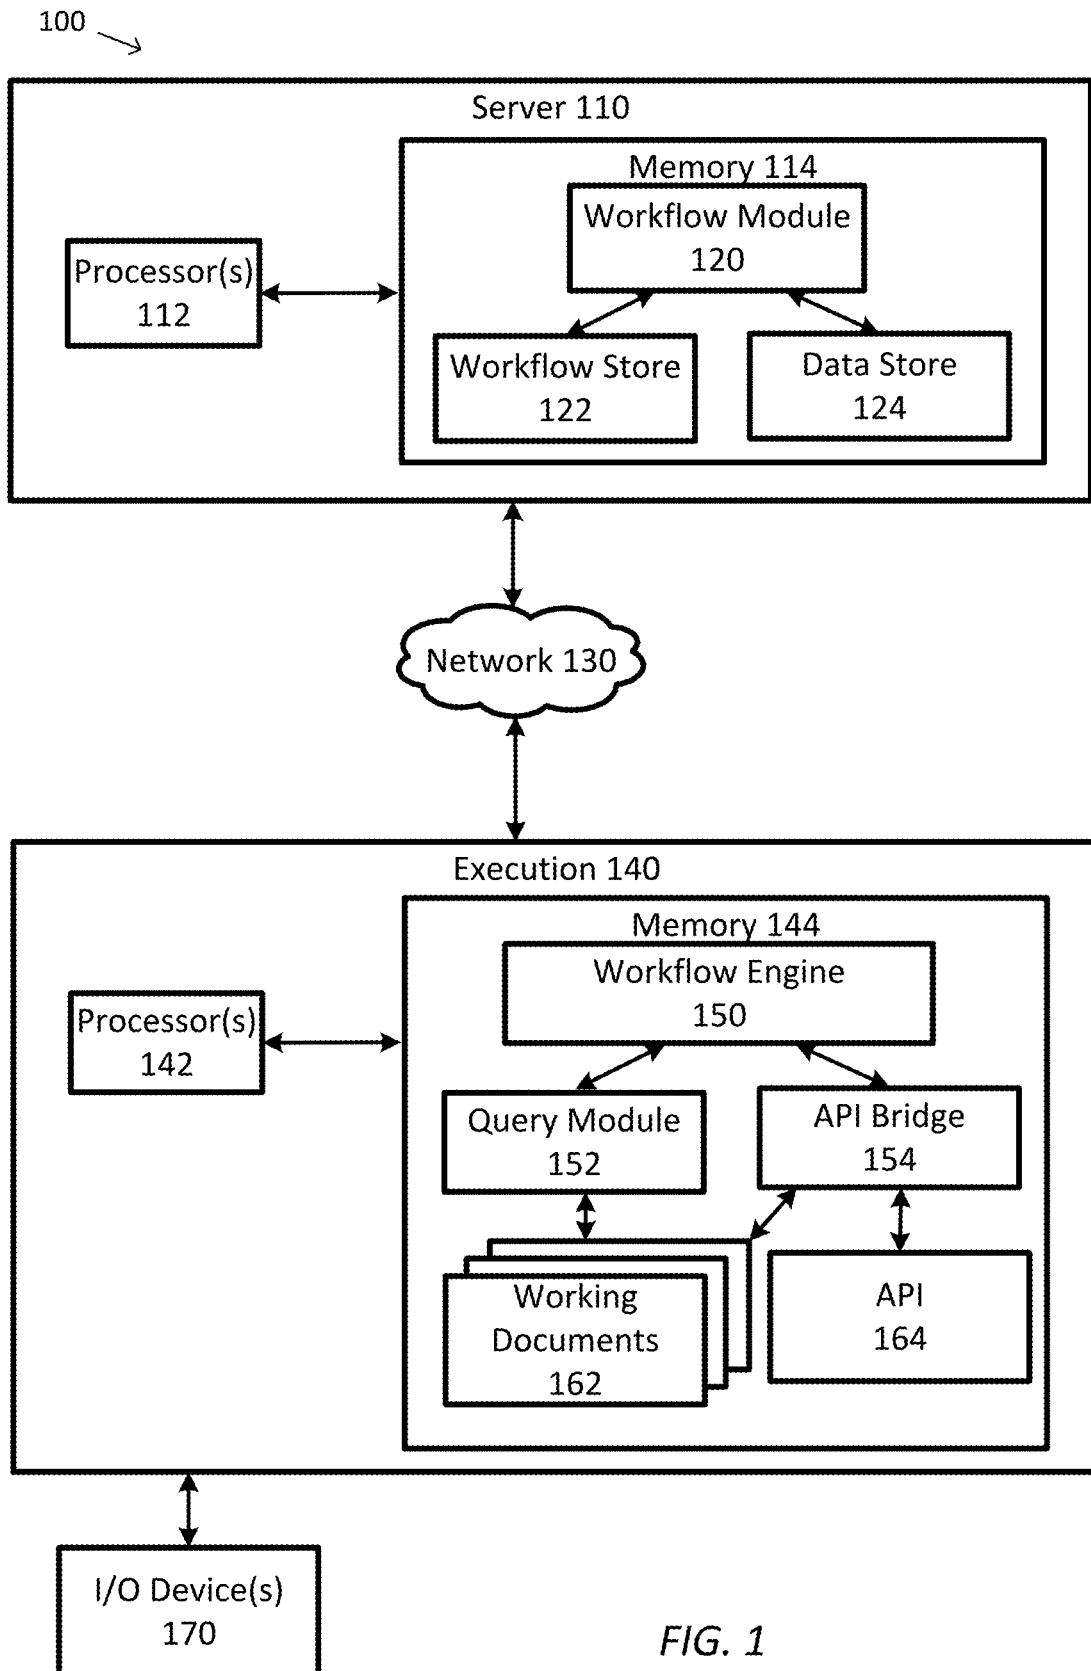 100
Server 110
Memory 114
Workflow Module
120
Processor(s)
112
Workflow Store
122
Data Store
124
Network 130
Execution 140
Memory 144
Workflow Engine
150
Processor(s)
142
Query Module
152
API Bridge
154
Working
Documents
162
API
164
I/O Device(s)
170
FIG. 1